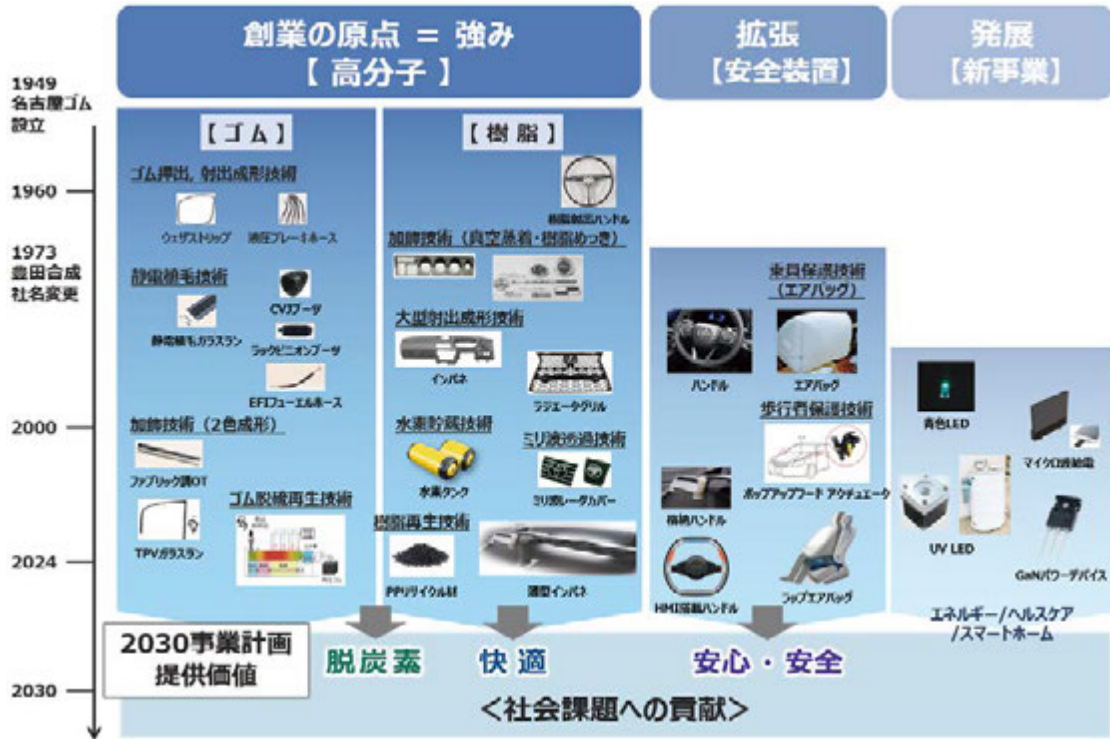 創業の原点 = 強み
【 高分子 】
拡張
【安全装置】
発展
【新事業】
1949
名古屋ゴム
設立
1960
1973
豊田合成
社名変更
2000
2024
2030
【 ゴム 】
ゴム押出, 射出成形技術
ウェザストリップ
液圧ブレーキホース
静電植毛技術
静電植毛ガラスラン
CVJブーツ
ラックピニオンブーツ
EFIフューエルホース
加飾技術（2色成形）
ファブリック調OT
TPVガラスラン
ゴム脱硫再生技術
【 樹脂 】
樹脂射出ハンドル
加飾技術（真空蒸着・樹脂めっき）
大型射出成形技術
インパネ
ラジエータグリル
水素貯蔵技術
水素タンク
ミリ波透過技術
ミリ波レーダカバー
樹脂再生技術
PPリサイクル材
薄型インパネ
乗員保護技術
（エアバッグ）
ハンドル
エアバッグ
歩行者保護技術
ポップアップフード アクチュエータ
格納ハンドル
HMI搭載ハンドル
ラップエアバッグ
青色LED
マイクロ波給電
UV LED
GaNパワーデバイス
エネルギー/ヘルスケア
/スマートホーム
2030事業計画
提供価値
脱炭素
快適
安心・安全
＜社会課題への貢献＞